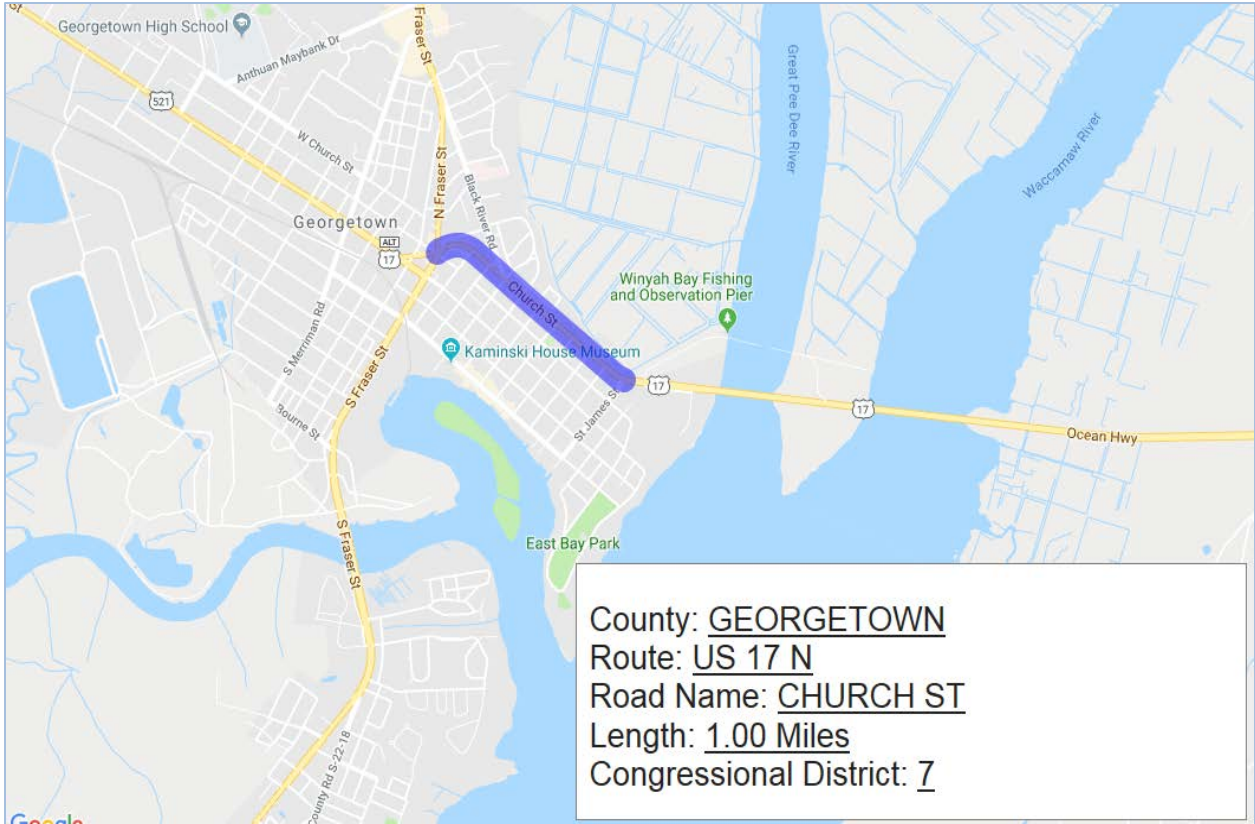 St
Georgetown High School
Anthuan Maybank Dr
Fraser St
521
W Church St
Great Pee Dee River
Waccamaw River
N Fraser St
Black River Rd
Georgetown
ALT
17
Church St
Winyah Bay Fishing
and Observation Pier
S Merriman Rd
Kaminski House Museum
S Fraser St
17
17
St James St
Bourne St
Ocean Hwy
S Fraser St
East Bay Park
County: GEORGETOWN
Route: US 17 N
Road Name: CHURCH ST
Length: 1.00 Miles
Congressional District: 7
County Rd S-22-18
Google